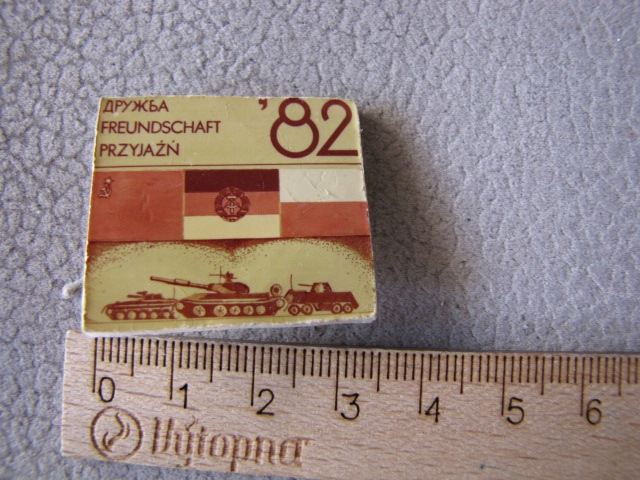 ДРУЖБА
FREUNDSCHAFT
PRZYJAŹŃ
'82
0 1 2 3 4 5 6
Výtopna